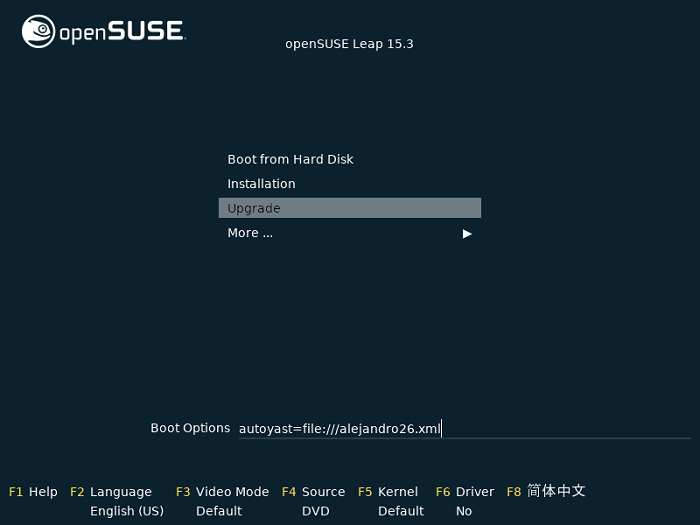 openSUSE
openSUSE Leap 15.3
Boot from Hard Disk
Installation
Upgrade
More ...
Boot Options autoyast=file:///alejandro26.xml
F1 Help F2 Language F3 Video Mode F4 Source F5 Kernel F6 Driver F8 简体中文
English (US) Default DVD Default No